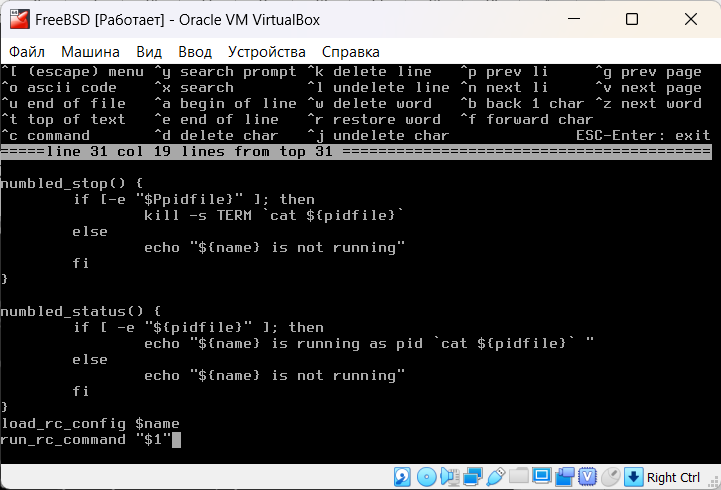 FreeBSD [Работает] - Oracle VM VirtualBox
Файл Машина Вид Ввод Устройства Справка
^[ (escape) menu ^y search prompt ^k delete line ^p prev li ^g prev page
^o ascii code ^x search ^l undelete line ^n next li ^v next page
^u end of file ^a begin of line ^w delete word ^b back 1 char ^z next word
^t top of text ^e end of line ^r restore word ^f forward char
^c command ^d delete char ^j undelete char ESC-Enter: exit
=====line 31 col 19 lines from top 31 =========================================
numbled_stop() {
if [-e "$Ppidfile}" ]; then
kill -s TERM `cat ${pidfile}`
else
echo "${name} is not running"
fi
}
numbled_status() {
if [ -e "${pidfile}" ]; then
echo "${name} is running as pid `cat ${pidfile}` "
else
echo "${name} is not running"
fi
}
load_rc_config $name
run_rc_command "$1"
Right Ctrl